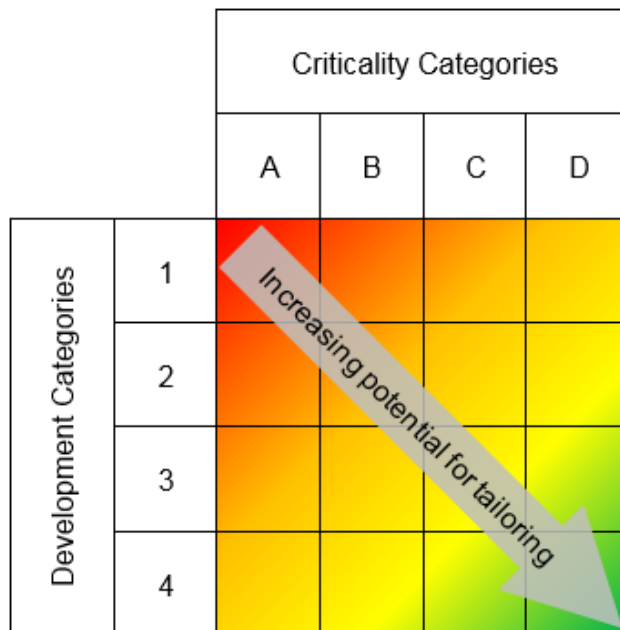 Criticality Categories
A B C D
Development Categories
1
2
3
4
Increasing potential for tailoring